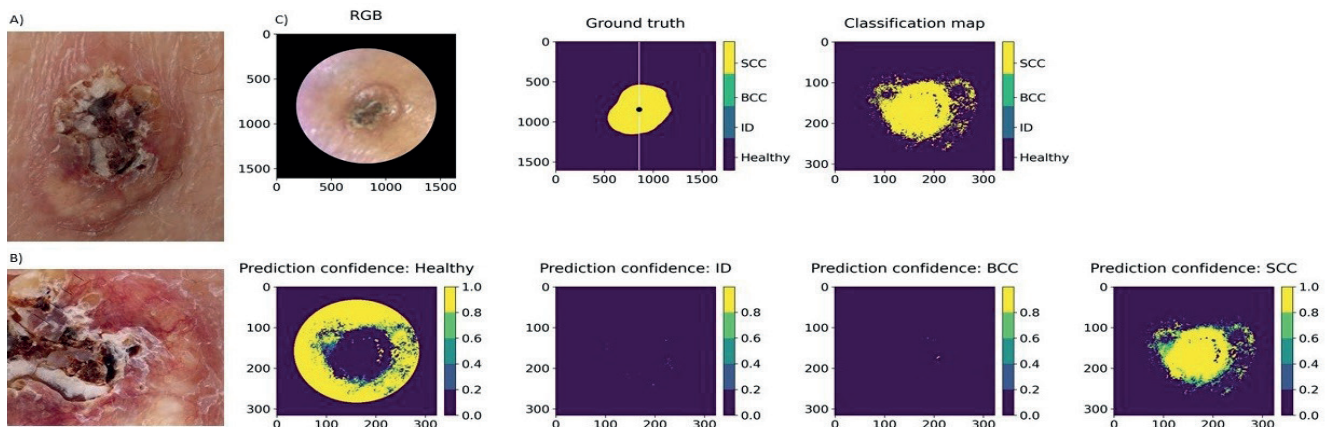 A)
C)
RGB
0
500
1000
1500
0 500 1000 1500
Ground truth
0
500
1000
1500
0 500 1000 1500
SCC
BCC
ID
Healthy
Classification map
0
100
200
300
0 100 200 300
SCC
BCC
ID
Healthy
B)
Prediction confidence: Healthy
0
100
200
300
0 100 200 300
1.0
0.8
0.6
0.4
0.2
0.0
Prediction confidence: ID
0
100
200
300
0 100 200 300
0.8
0.6
0.4
0.2
0.0
Prediction confidence: BCC
0
100
200
300
0 100 200 300
0.8
0.6
0.4
0.2
0.0
Prediction confidence: SCC
0
100
200
300
0 100 200 300
1.0
0.8
0.6
0.4
0.2
0.0